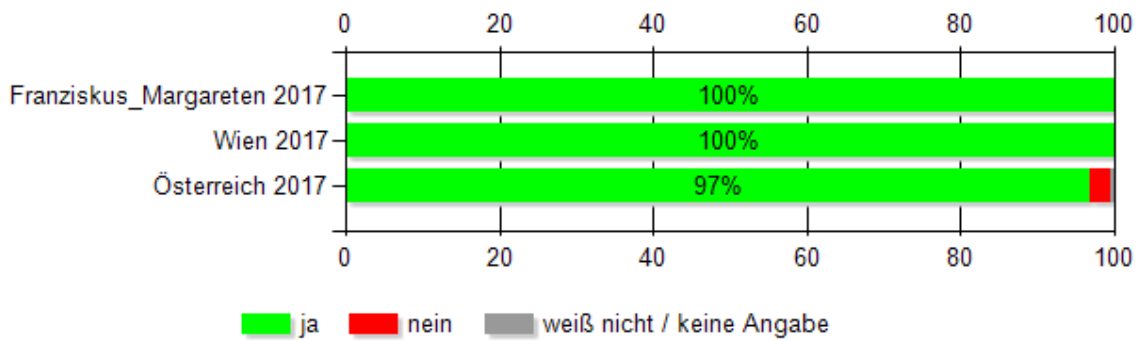 0 20 40 60 80 100
Franziskus_Margareten 2017 100%
Wien 2017 100%
Österreich 2017 97%
0 20 40 60 80 100
ja nein weiß nicht / keine Angabe